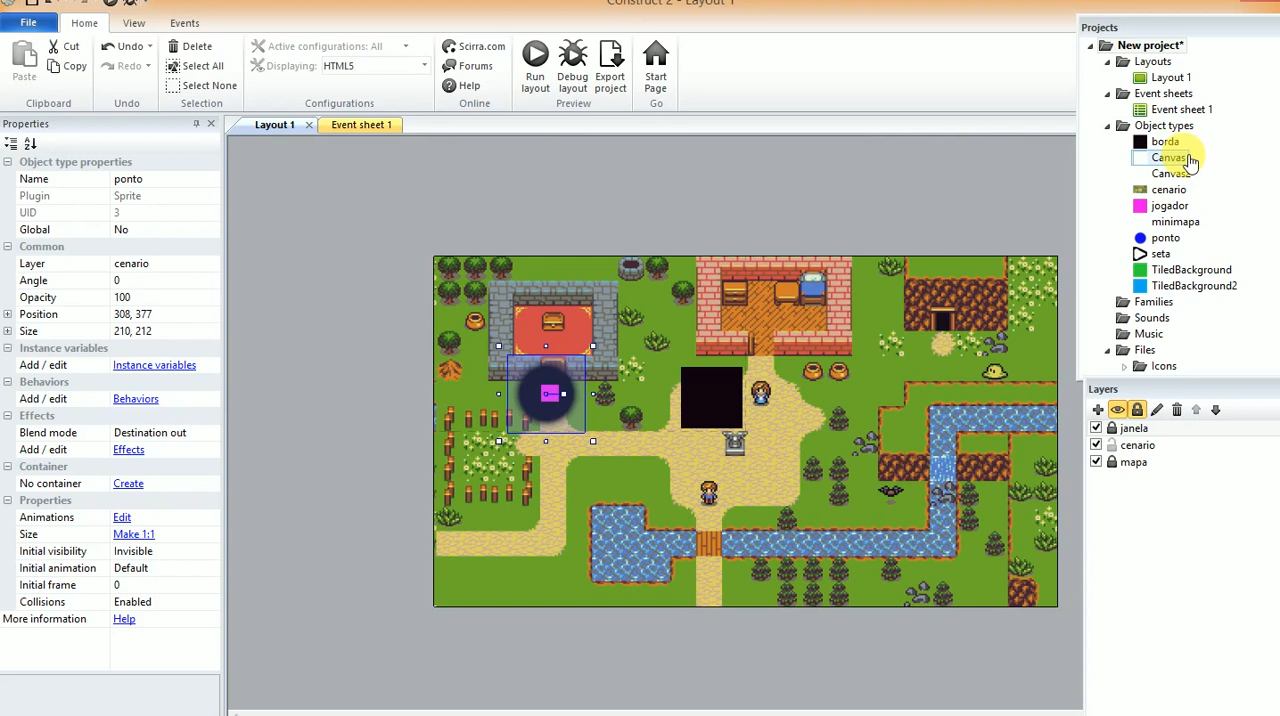 Construct 2 - Layout 1
File Home View Events
Paste
Cut
Copy
Clipboard
Undo
Redo
Undo
Delete
Select All
Select None
Selection
Active configurations: All
Displaying: HTML5
Configurations
Scirra.com
Forums
Help
Online
Run layout
Debug layout
Export project
Preview
Start Page
Go
Properties
Object type properties
Name ponto
Plugin Sprite
UID 3
Global No
Common
Layer cenario
Angle 0
Opacity 100
Position 308, 377
Size 210, 212
Instance variables
Add / edit Instance variables
Behaviors
Add / edit Behaviors
Effects
Blend mode Destination out
Add / edit Effects
Container
No container Create
Properties
Animations Edit
Size Make 1:1
Initial visibility Invisible
Initial animation Default
Initial frame 0
Collisions Enabled
More information Help
Layout 1 Event sheet 1
Projects
New project*
Layouts
Layout 1
Event sheets
Event sheet 1
Object types
borda
Canvas
Canvas2
cenario
jogador
minimapa
ponto
seta
TiledBackground
TiledBackground2
Families
Sounds
Music
Files
Icons
Layers
janela
cenario
mapa